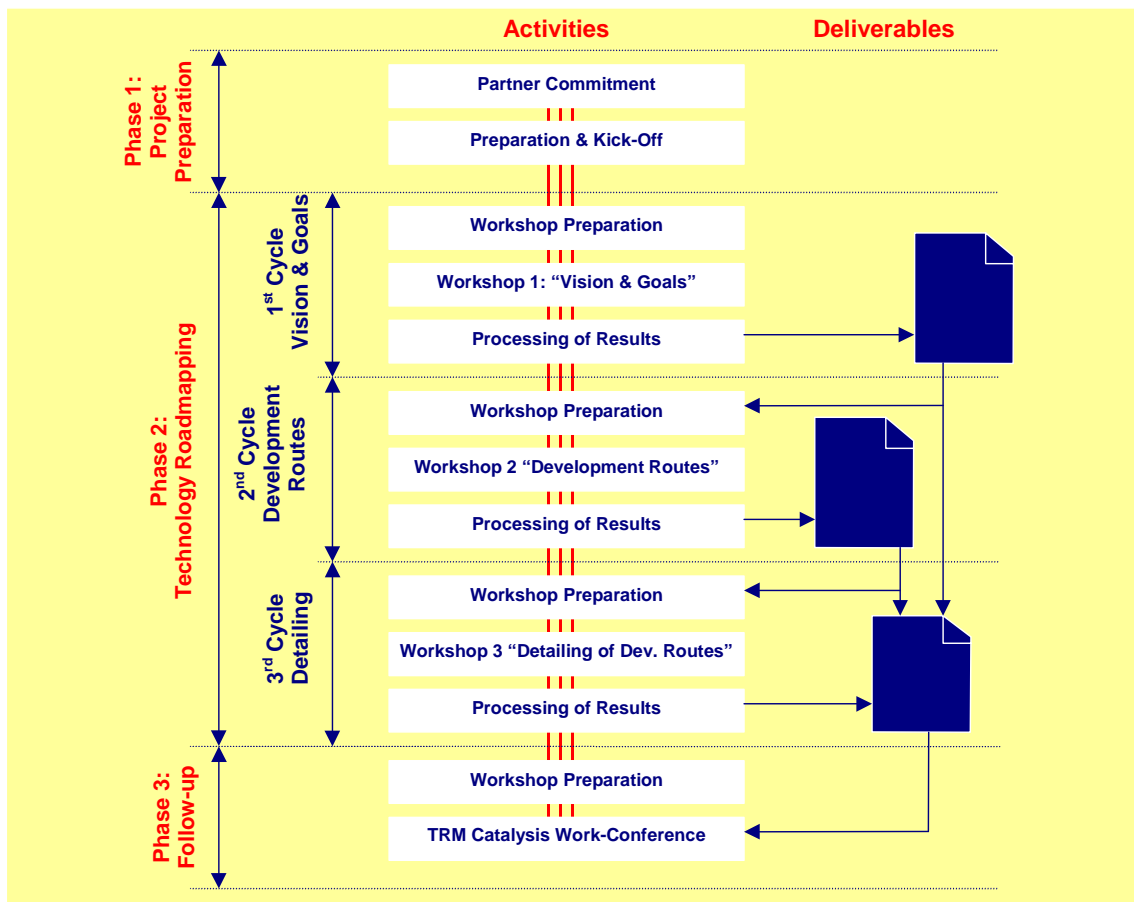 Activities
Deliverables
Phase 1:
Project
Preparation
Partner Commitment
Preparation & Kick-Off
Phase 2:
Technology Roadmapping
1st Cycle
Vision & Goals
Workshop Preparation
Workshop 1: “Vision & Goals”
Processing of Results
2nd Cycle
Development
Routes
Workshop Preparation
Workshop 2 “Development Routes”
Processing of Results
3rd Cycle
Detailing
Workshop Preparation
Workshop 3 “Detailing of Dev. Routes”
Processing of Results
Phase 3:
Follow-up
Workshop Preparation
TRM Catalysis Work-Conference